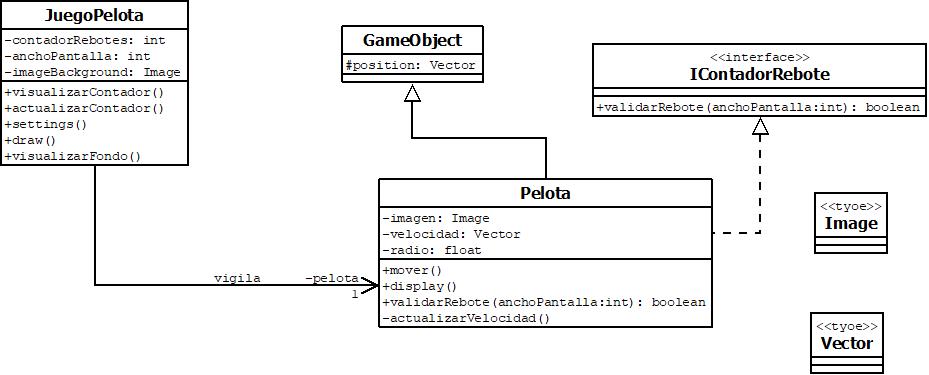 JuegoPelota
-contadorRebotes: int
-anchoPantalla: int
-imageBackground: Image
+visualizarContador()
+actualizarContador()
+settings()
+draw()
+visualizarFondo()
GameObject
#position: Vector
<<interface>>
IContadorRebote
+validarRebote(anchoPantalla:int): boolean
Pelota
-imagen: Image
-velocidad: Vector
-radio: float
+mover()
+display()
+validarRebote(anchoPantalla:int): boolean
-actualizarVelocidad()
vigila
-pelota
1
<<tyoe>>
Image
<<tyoe>>
Vector